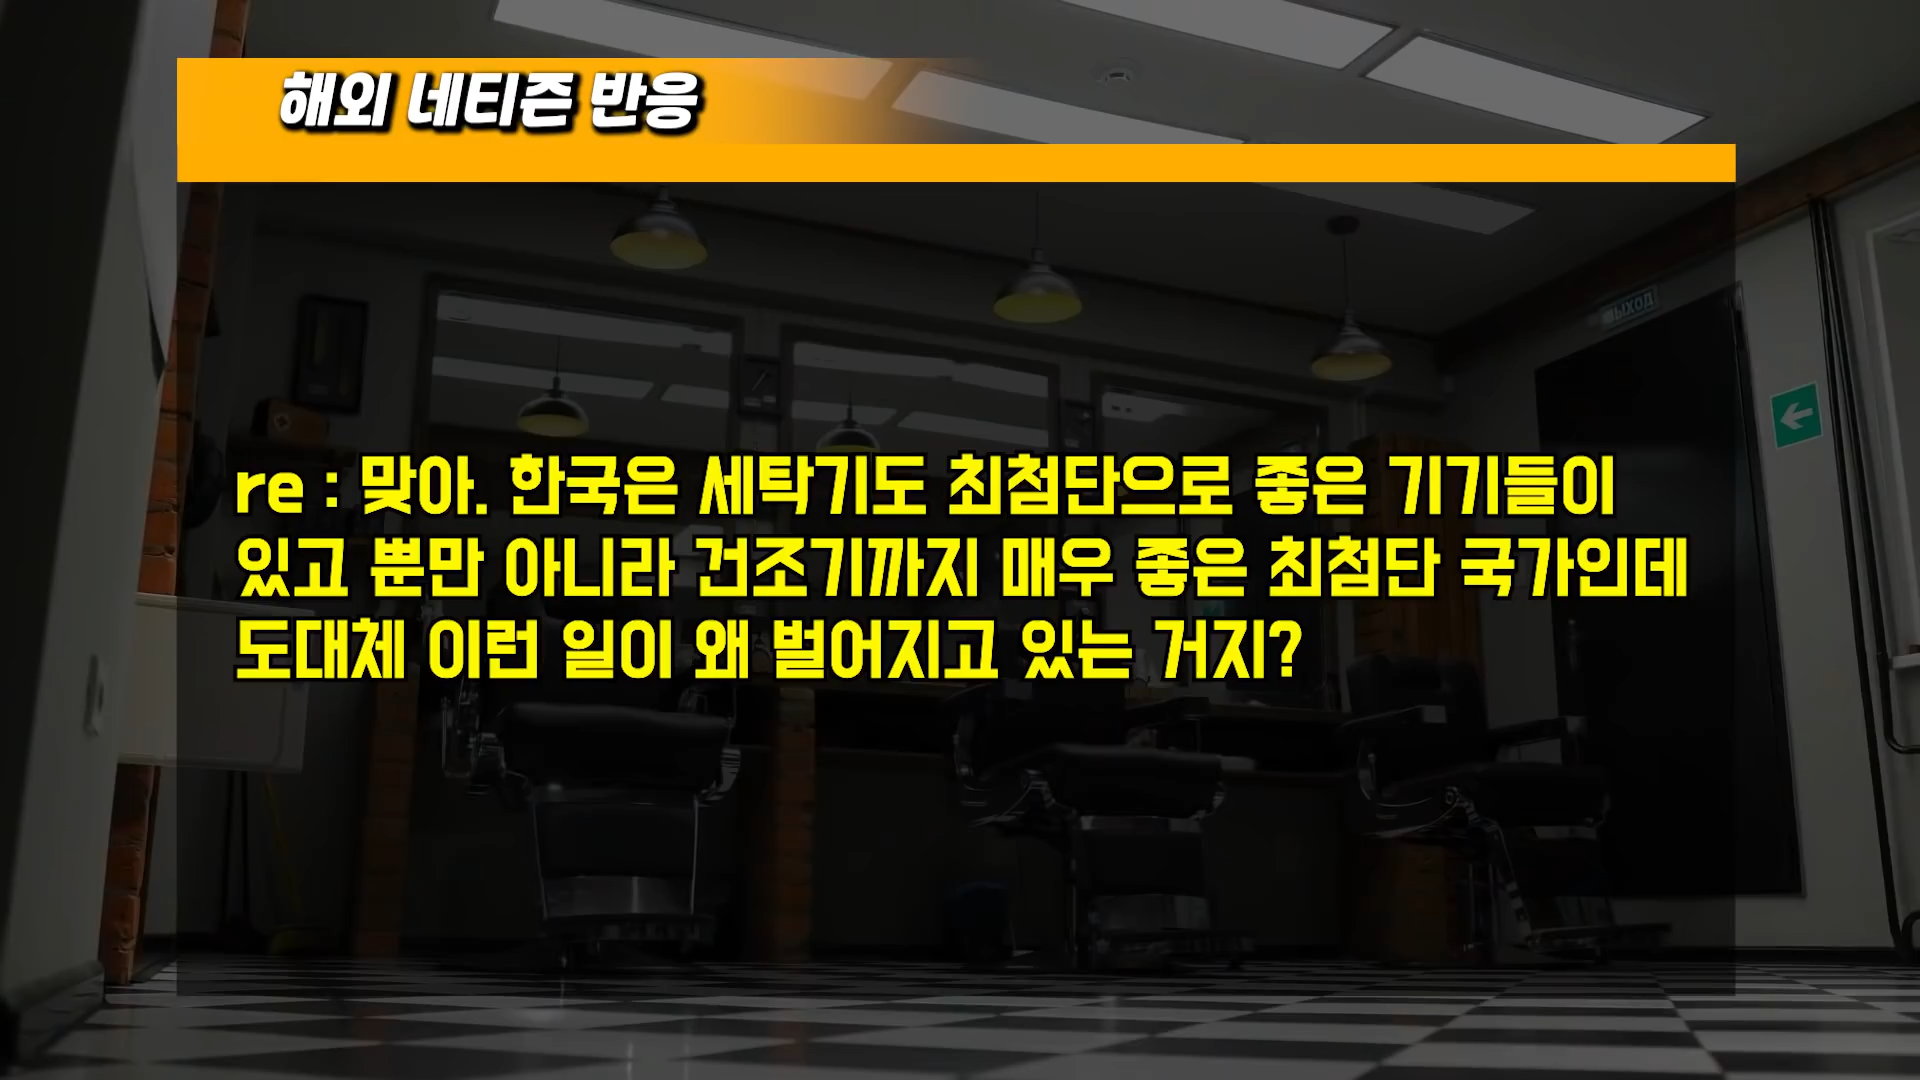 해외 네티즌 반응
ВЫХОД
re : 맞아. 한국은 세탁기도 최첨단으로 좋은 기기들이
있고 뿐만 아니라 건조기까지 매우 좋은 최첨단 국가인데
도대체 이런 일이 왜 벌어지고 있는 거지?